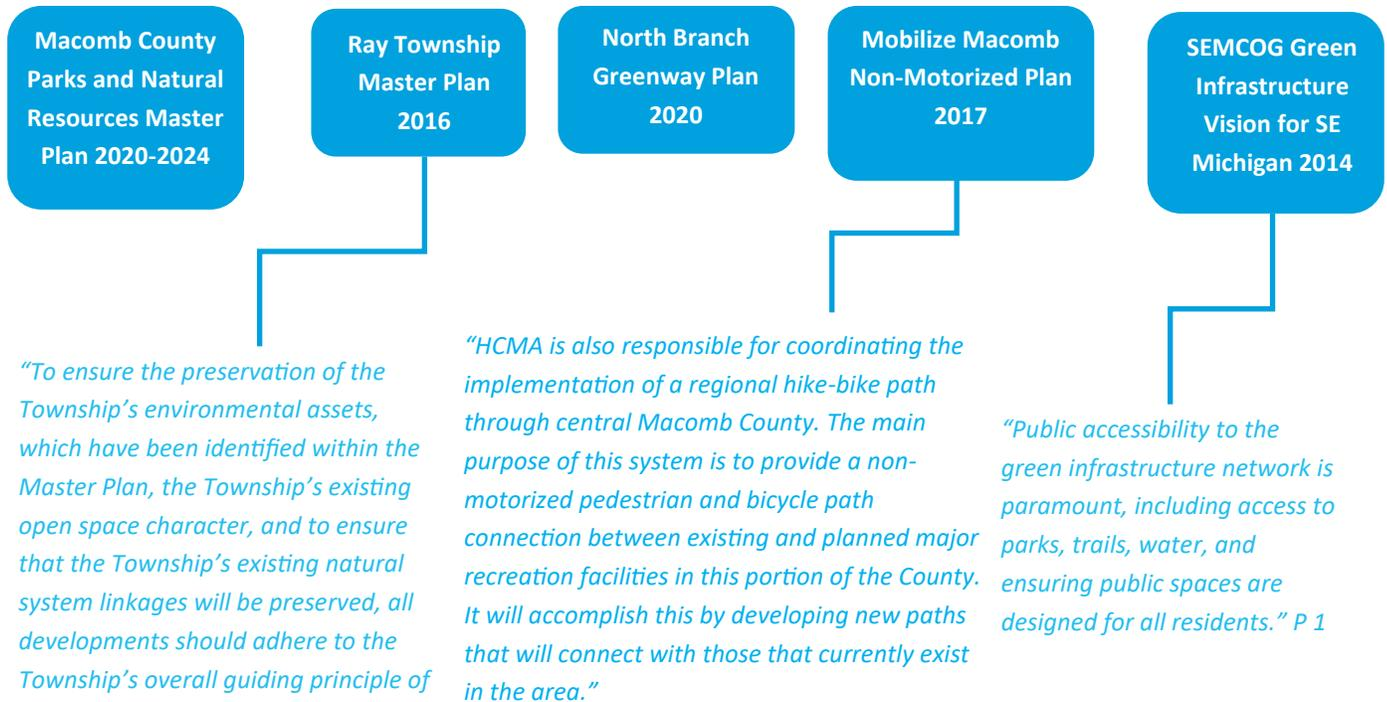 Macomb County
Parks and Natural
Resources Master
Plan 2020-2024
Ray Township
Master Plan
2016
North Branch
Greenway Plan
2020
Mobilize Macomb
Non-Motorized Plan
2017
SEMCOG Green
Infrastructure
Vision for SE
Michigan 2014
“To ensure the preservation of the
Township’s environmental assets,
which have been identified within the
Master Plan, the Township’s existing
open space character, and to ensure
that the Township’s existing natural
system linkages will be preserved, all
developments should adhere to the
Township’s overall guiding principle of
“HCMA is also responsible for coordinating the
implementation of a regional hike-bike path
through central Macomb County. The main
purpose of this system is to provide a non-
motorized pedestrian and bicycle path
connection between existing and planned major
recreation facilities in this portion of the County.
It will accomplish this by developing new paths
that will connect with those that currently exist
in the area.”
“Public accessibility to the
green infrastructure network is
paramount, including access to
parks, trails, water, and
ensuring public spaces are
designed for all residents.” P 1